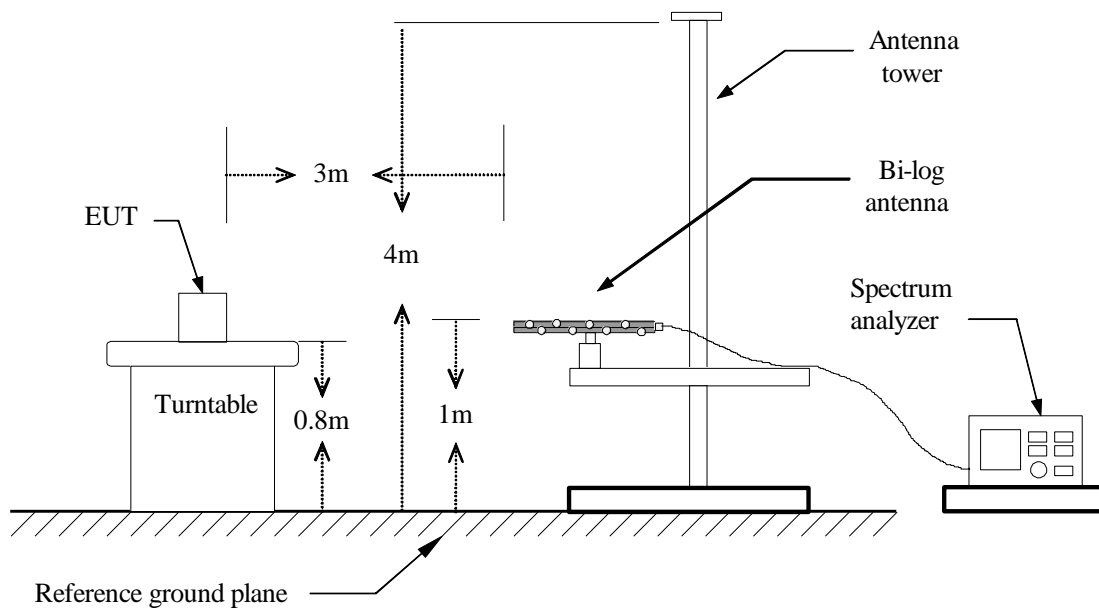 Antenna
tower
3m
Bi-log
antenna
EUT
4m
Spectrum
analyzer
Turntable
0.8m
1m
Reference ground plane